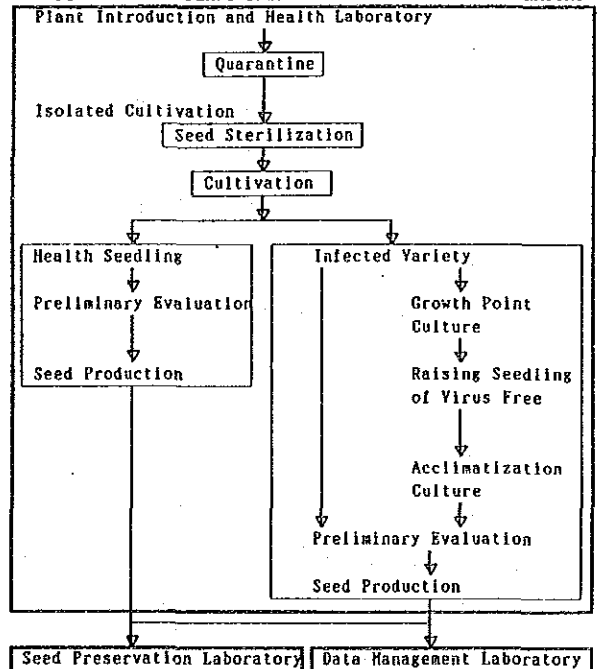 Plant Introduction and Health Laboratory
Quarantine
Isolated Cultivation
Seed Sterilization
Cultivation
Health Seedling
Preliminary Evaluation
Seed Production
Infected Variety
Growth Point
Culture
Raising Seedling
of Virus Free
Acclimatization
Culture
Preliminary Evaluation
Seed Production
Seed Preservation Laboratory
Data Management Laboratory